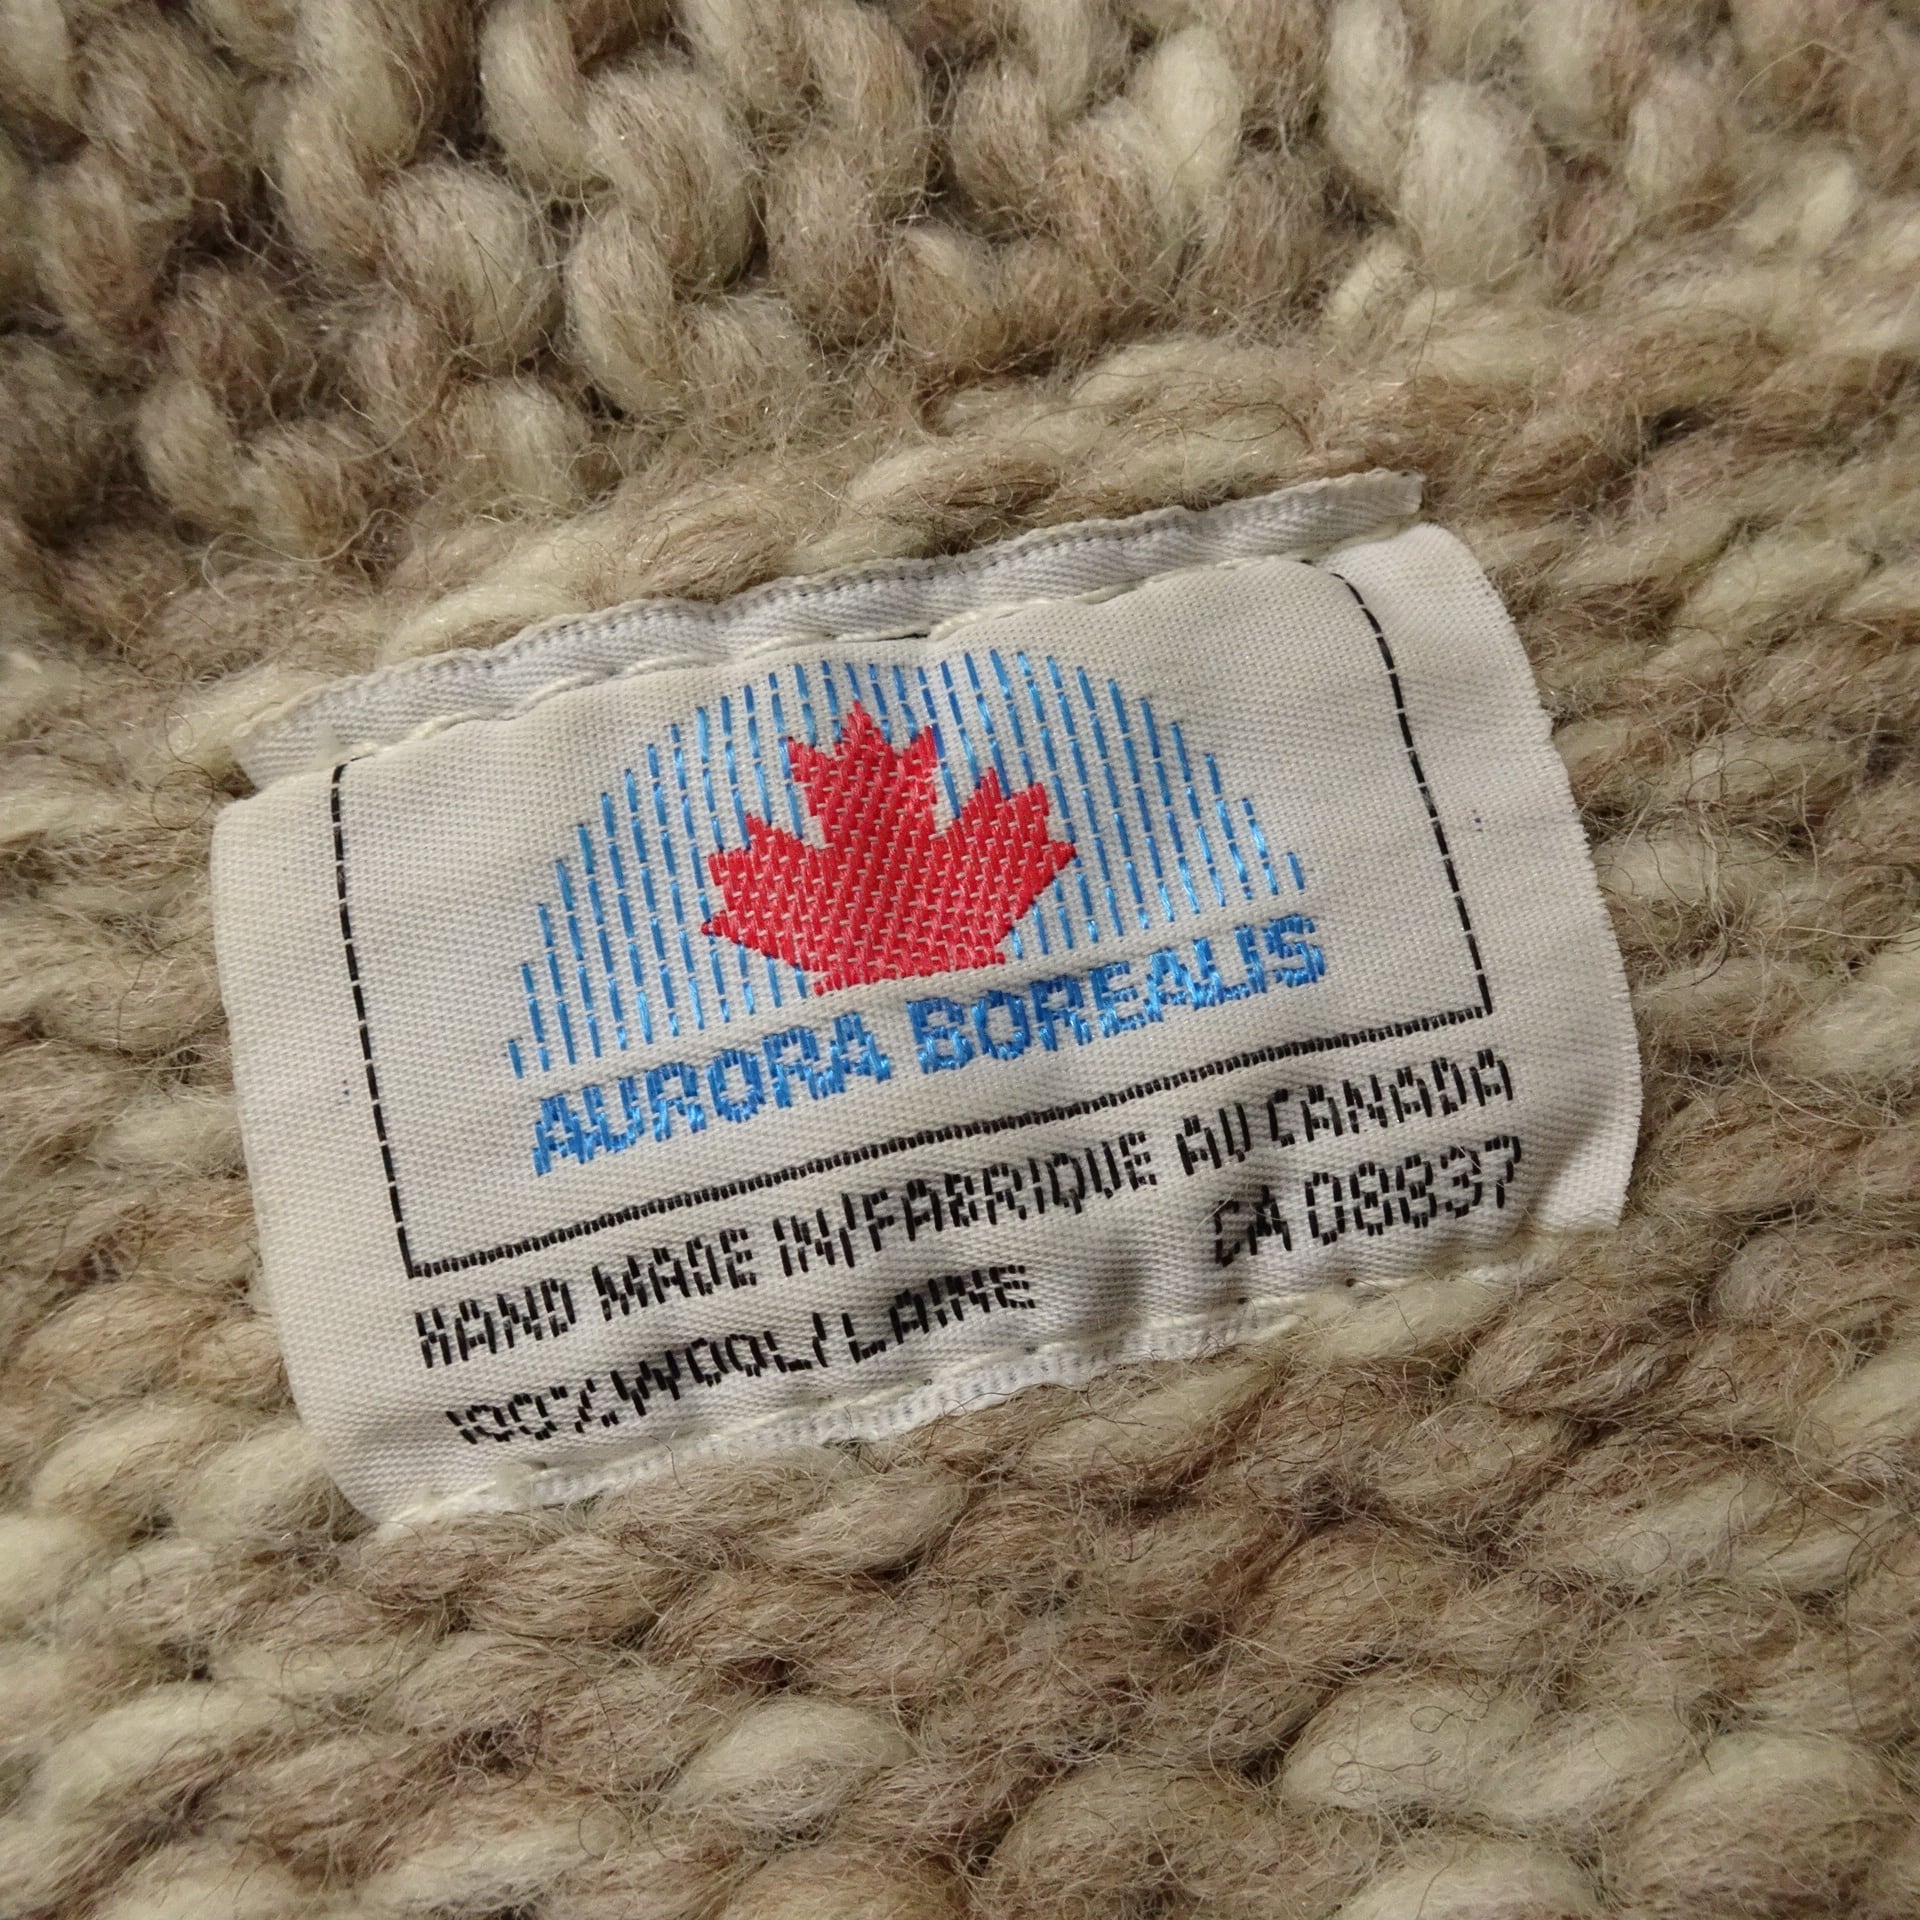 AURORA BOREALIS
HAND MADE IN/FABRIQUE AU CANADA
100% WOOL/LAINE CA 08837